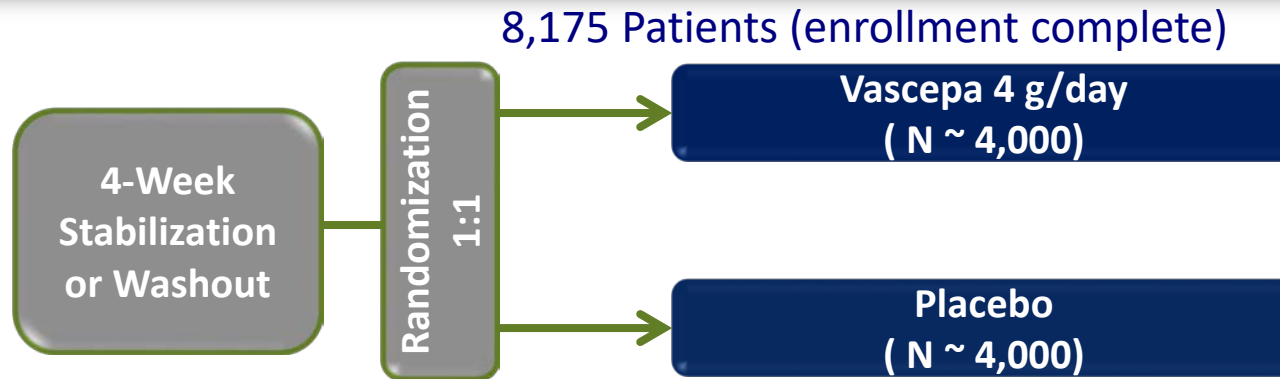 8,175 Patients (enrollment complete)
4-Week
Stabilization
or Washout
Randomization
1:1
Vascepa 4 g/day
( N ~ 4,000)
Placebo
( N ~ 4,000)